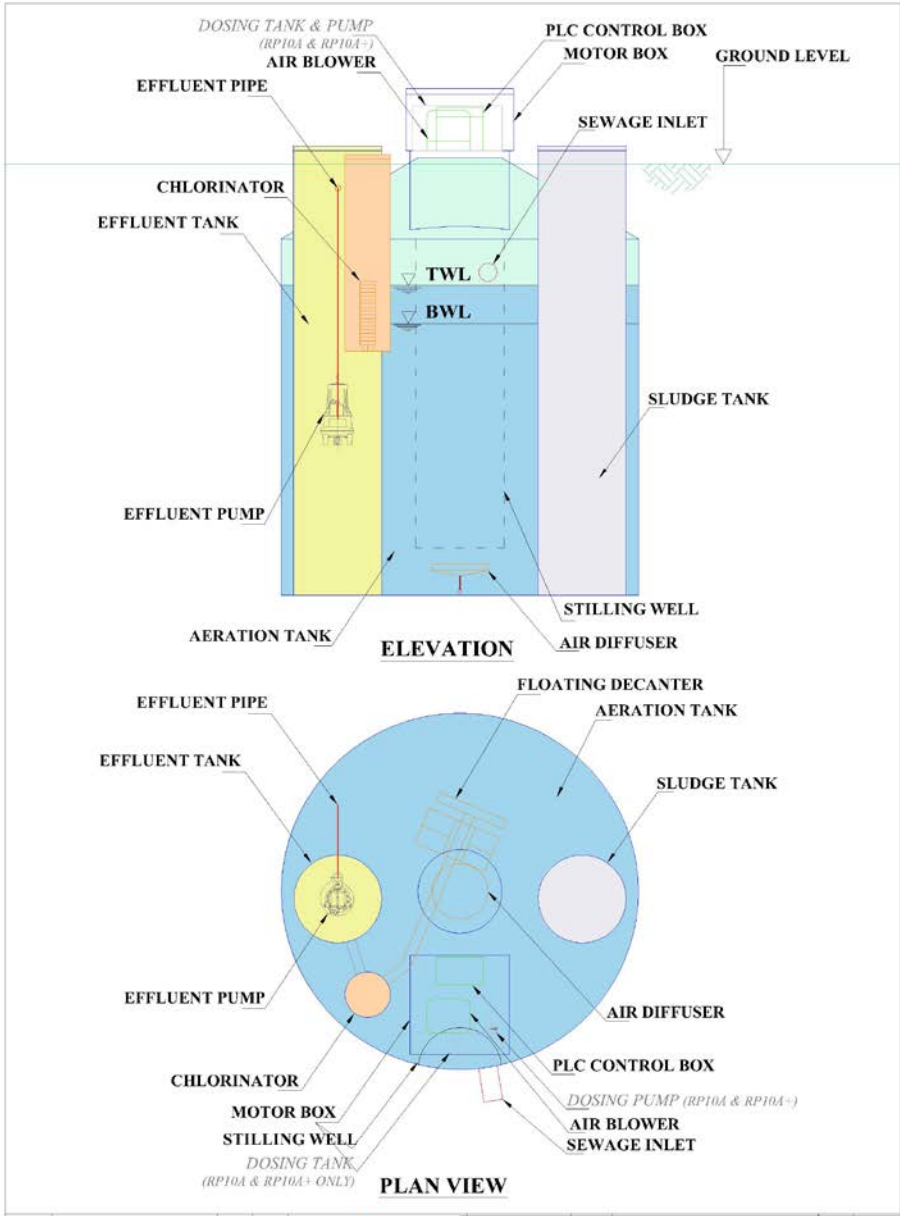 DOSING TANK & PUMP
(RP10A & RP10A+)
AIR BLOWER
EFFLUENT PIPE
PLC CONTROL BOX
MOTOR BOX
GROUND LEVEL
SEWAGE INLET
CHLORINATOR
EFFLUENT TANK
TWL
BWL
SLUDGE TANK
EFFLUENT PUMP
STILLING WELL
AERATION TANK
AIR DIFFUSER
ELEVATION
FLOATING DECANTER
EFFLUENT PIPE
AERATION TANK
EFFLUENT TANK
SLUDGE TANK
EFFLUENT PUMP
AIR DIFFUSER
CHLORINATOR
PLC CONTROL BOX
MOTOR BOX
DOSING PUMP (RP10A & RP10A+)
AIR BLOWER
STILLING WELL
SEWAGE INLET
DOSING TANK
(RP10A & RP10A+ ONLY)
PLAN VIEW